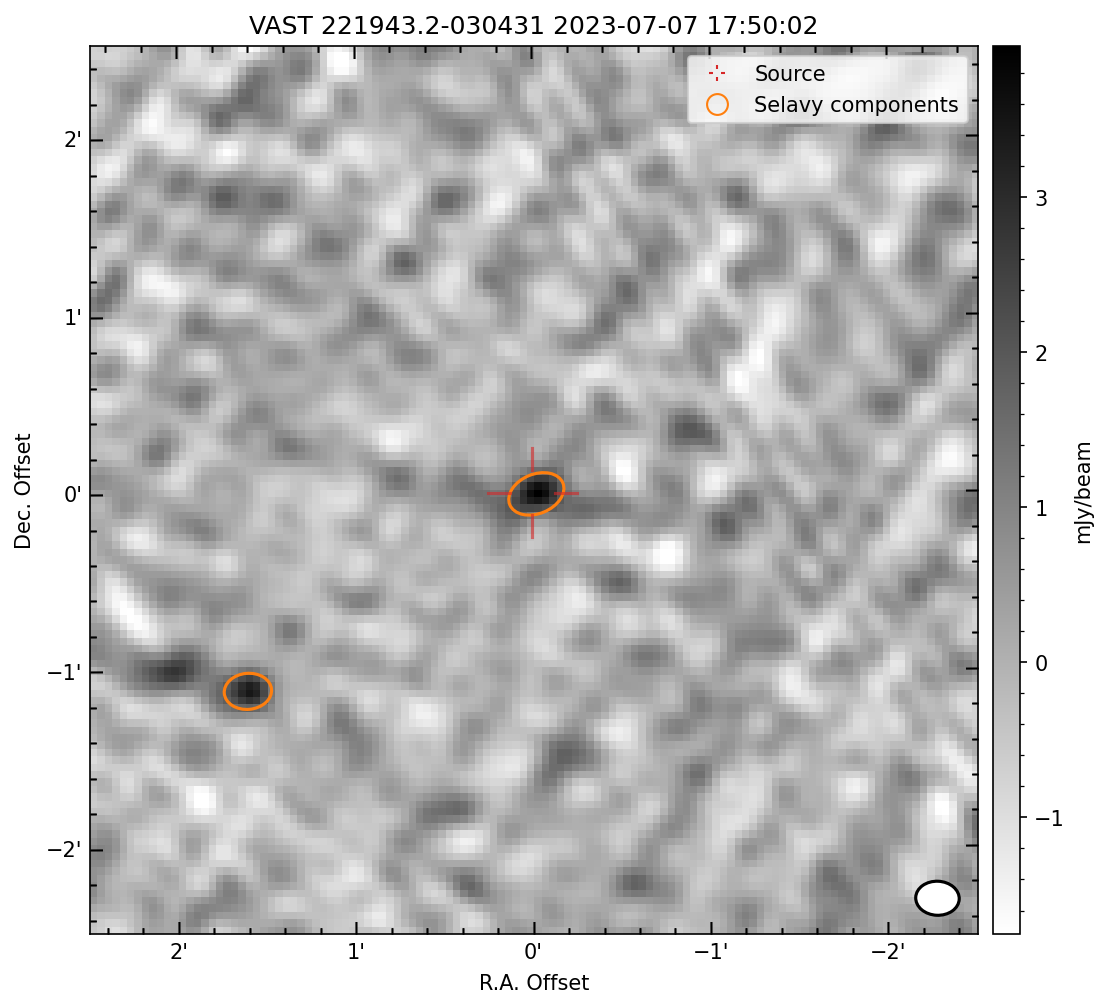 VAST 221943.2-030431 2023-07-07 17:50:02
Source
Selavy components
2'
1'
0'
−1'
−2'
Dec. Offset
2'
1'
0'
−1'
−2'
R.A. Offset
3
2
1
0
−1
mJy/beam